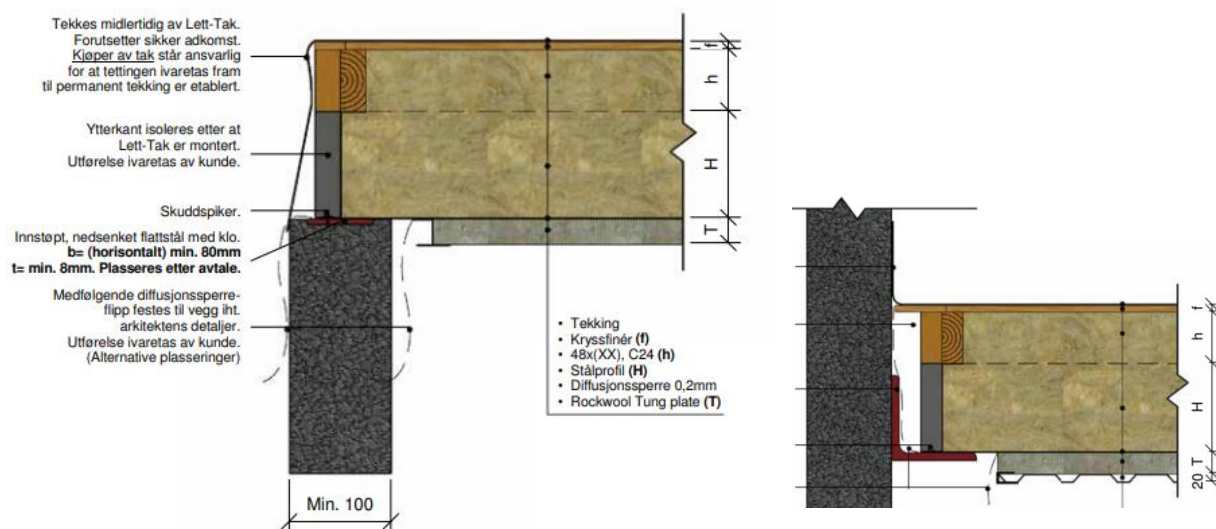 Tekkes midlertidig av Lett-Tak.
Forutsetter sikker adkomst.
Kjøper av tak står ansvarlig
for at tettingen ivaretas fram
til permanent tekking er etablert.
Ytterkant isoleres etter at
Lett-Tak er montert.
Utførelse ivaretas av kunde.
Skuddspiker.
Innstøpt, nedsenket flattstål med klo.
b= (horisontalt) min. 80mm
t= min. 8mm. Plasseres etter avtale.
Medfølgende diffusjonssperre-
flipp festes til vegg iht.
arkitektens detaljer.
Utførelse ivaretas av kunde.
(Alternative plasseringer)
Min. 100
f
h
H
T
• Tekking
• Kryssfinér (f)
• 48x(XX), C24 (h)
• Stålprofil (H)
• Diffusjonssperre 0,2mm
• Rockwool Tung plate (T)
f
h
H
T
20